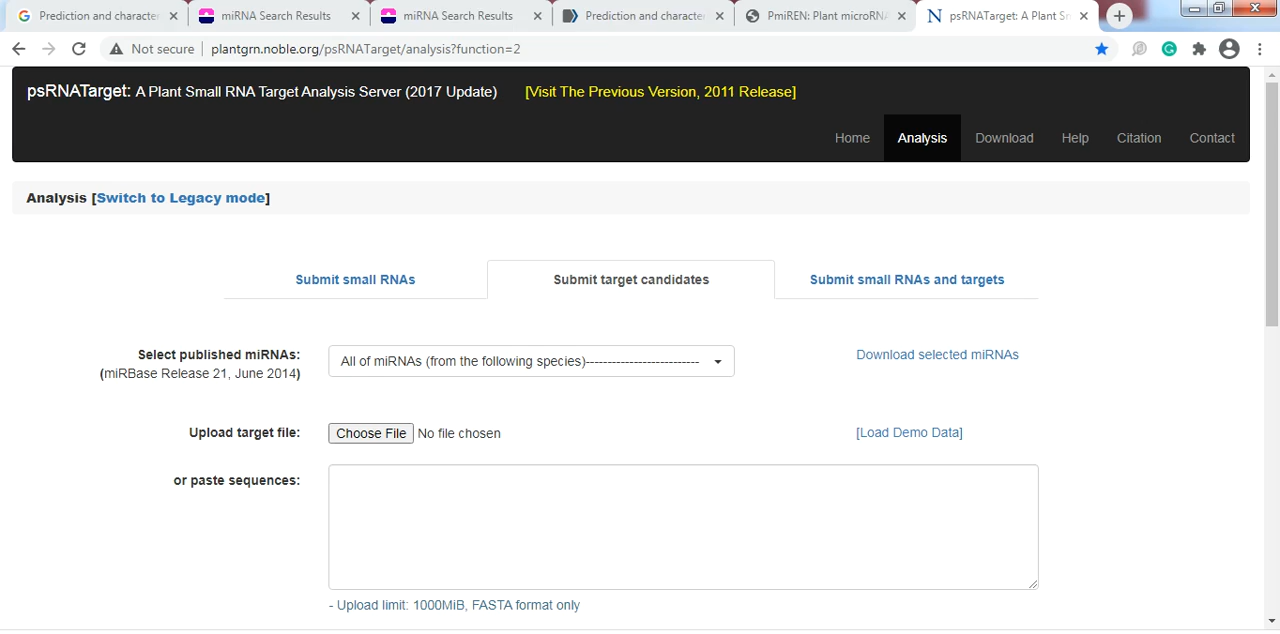 Prediction and character
miRNA Search Results
miRNA Search Results
Prediction and characte
PmiREN: Plant microRNA
psRNATarget: A Plant Sm
Not secure | plantgrn.noble.org/psRNATarget/analysis?function=2
psRNATarget: A Plant Small RNA Target Analysis Server (2017 Update) [Visit The Previous Version, 2011 Release]
Home Analysis Download Help Citation Contact
Analysis [Switch to Legacy mode]
Submit small RNAs Submit target candidates Submit small RNAs and targets
Select published miRNAs: All of miRNAs (from the following species)-------------------------- Download selected miRNAs
(miRBase Release 21, June 2014)
Upload target file: Choose File No file chosen [Load Demo Data]
or paste sequences:
- Upload limit: 1000MiB, FASTA format only